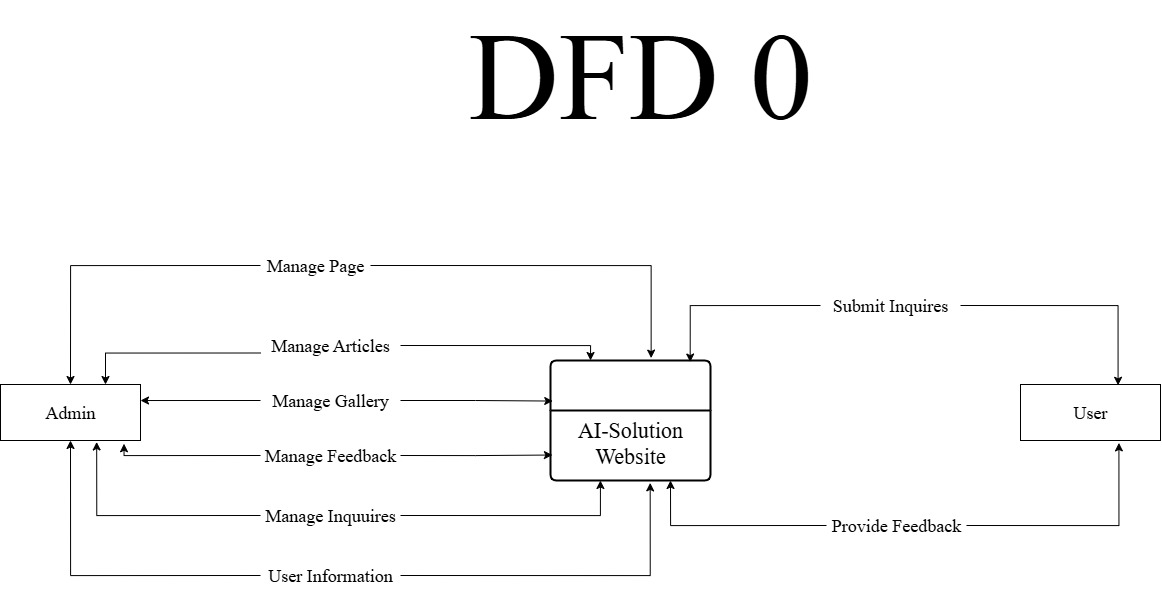 DFD 0
Manage Page
Submit Inquires
Manage Articles
Manage Gallery
Admin
User
AI-Solution
Website
Manage Feedback
Manage Inquuires
Provide Feedback
User Information